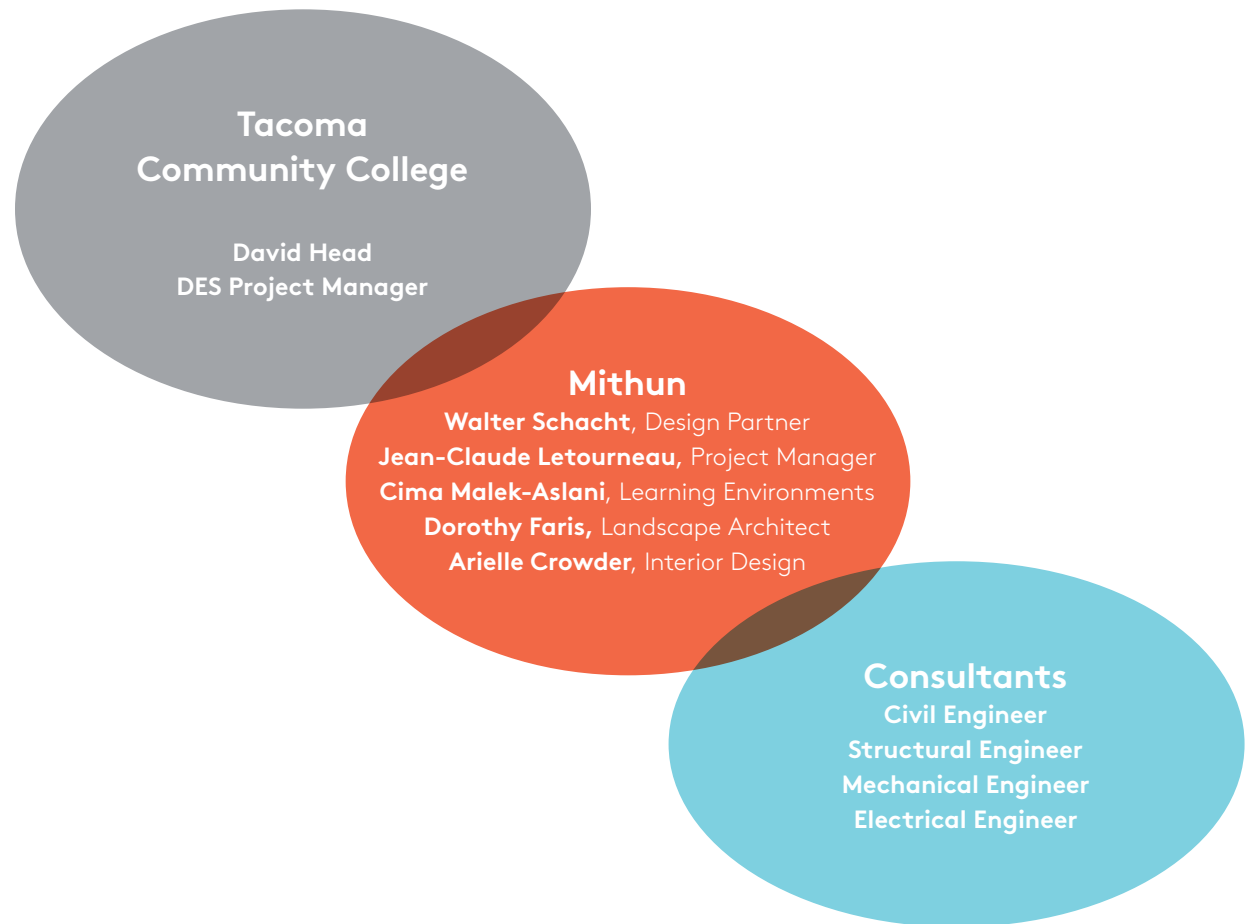 Tacoma
Community College
David Head
DES Project Manager
Mithun
Walter Schacht, Design Partner
Jean-Claude Letourneau, Project Manager
Cima Malek-Aslani, Learning Environments
Dorothy Faris, Landscape Architect
Arielle Crowder, Interior Design
Consultants
Civil Engineer
Structural Engineer
Mechanical Engineer
Electrical Engineer